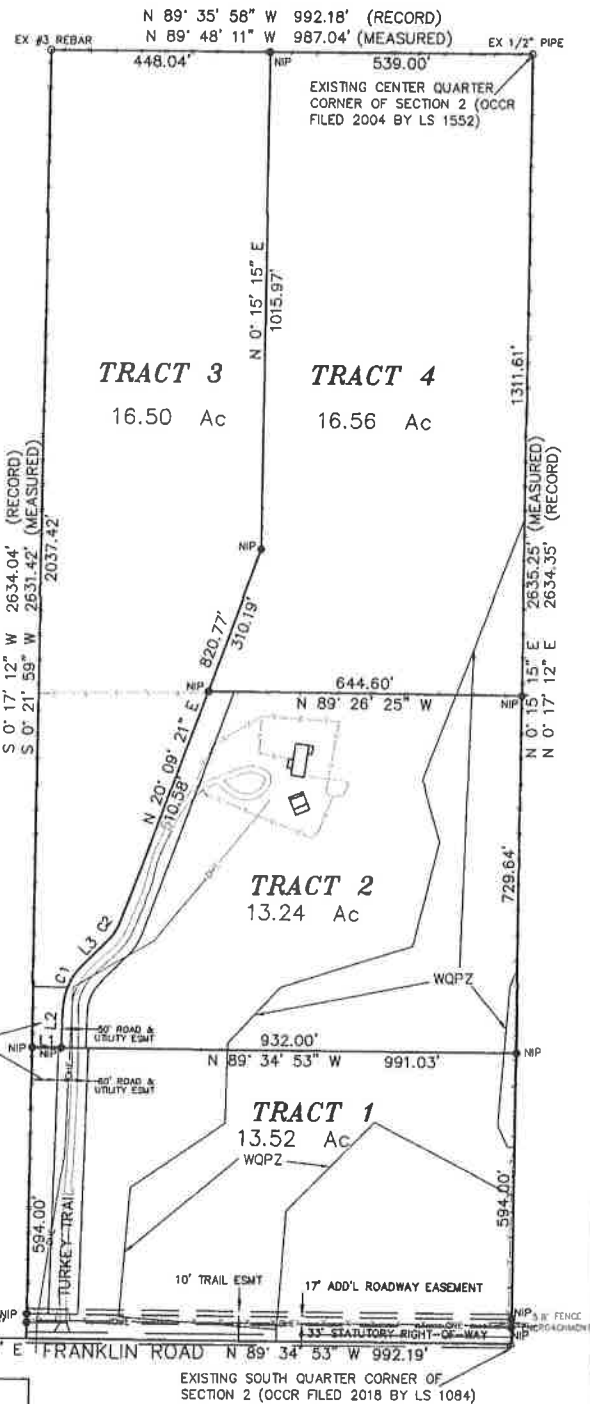 N 89° 35' 58" W 992.18' (RECORD)
N 89° 48' 11" W 987.04' (MEASURED)
EX #3 REBAR
EX 1/2" PIPE
448.04'
NIP
539.00'
EXISTING CENTER QUARTER
CORNER OF SECTION 2 (OCCR
FILED 2004 BY LS 1552)
N 0° 15' 15" E
1015.97'
TRACT 3
16.50 Ac
TRACT 4
16.56 Ac
1311.61'
S 0° 17' 12" W 2634.04' (RECORD)
S 0° 21' 59" W 2631.42' (MEASURED)
2037.42'
N 0° 15' 15" E 2635.25' (MEASURED)
N 0° 17' 12" E 2634.35' (RECORD)
NIP
820.77'
310.19'
NIP
644.60'
N 89° 26' 25" W
NIP
N 20° 09' 21" E
10.58'
OHE
TRACT 2
13.24 Ac
729.64'
C2
L3
C1
WQPZ
L2
50' ROAD &
UTILITY ESMT
L1
NIP
NIP
932.00'
N 89° 34' 53" W 991.03'
NIP
60' ROAD &
UTILITY ESMT
OHE
TRACT 1
13.52 Ac
WQPZ
594.00'
594.00'
TURKEY TRAIL
10' TRAIL ESMT
17' ADD'L ROADWAY EASEMENT
NIP
NIP
FENCE
ENCROACHMENT
33' STATUTORY RIGHT-OF-WAY
NIP
' E FRANKLIN ROAD N 89° 34' 53" W 992.19'
EXISTING SOUTH QUARTER CORNER OF
SECTION 2 (OCCR FILED 2018 BY LS 1084)